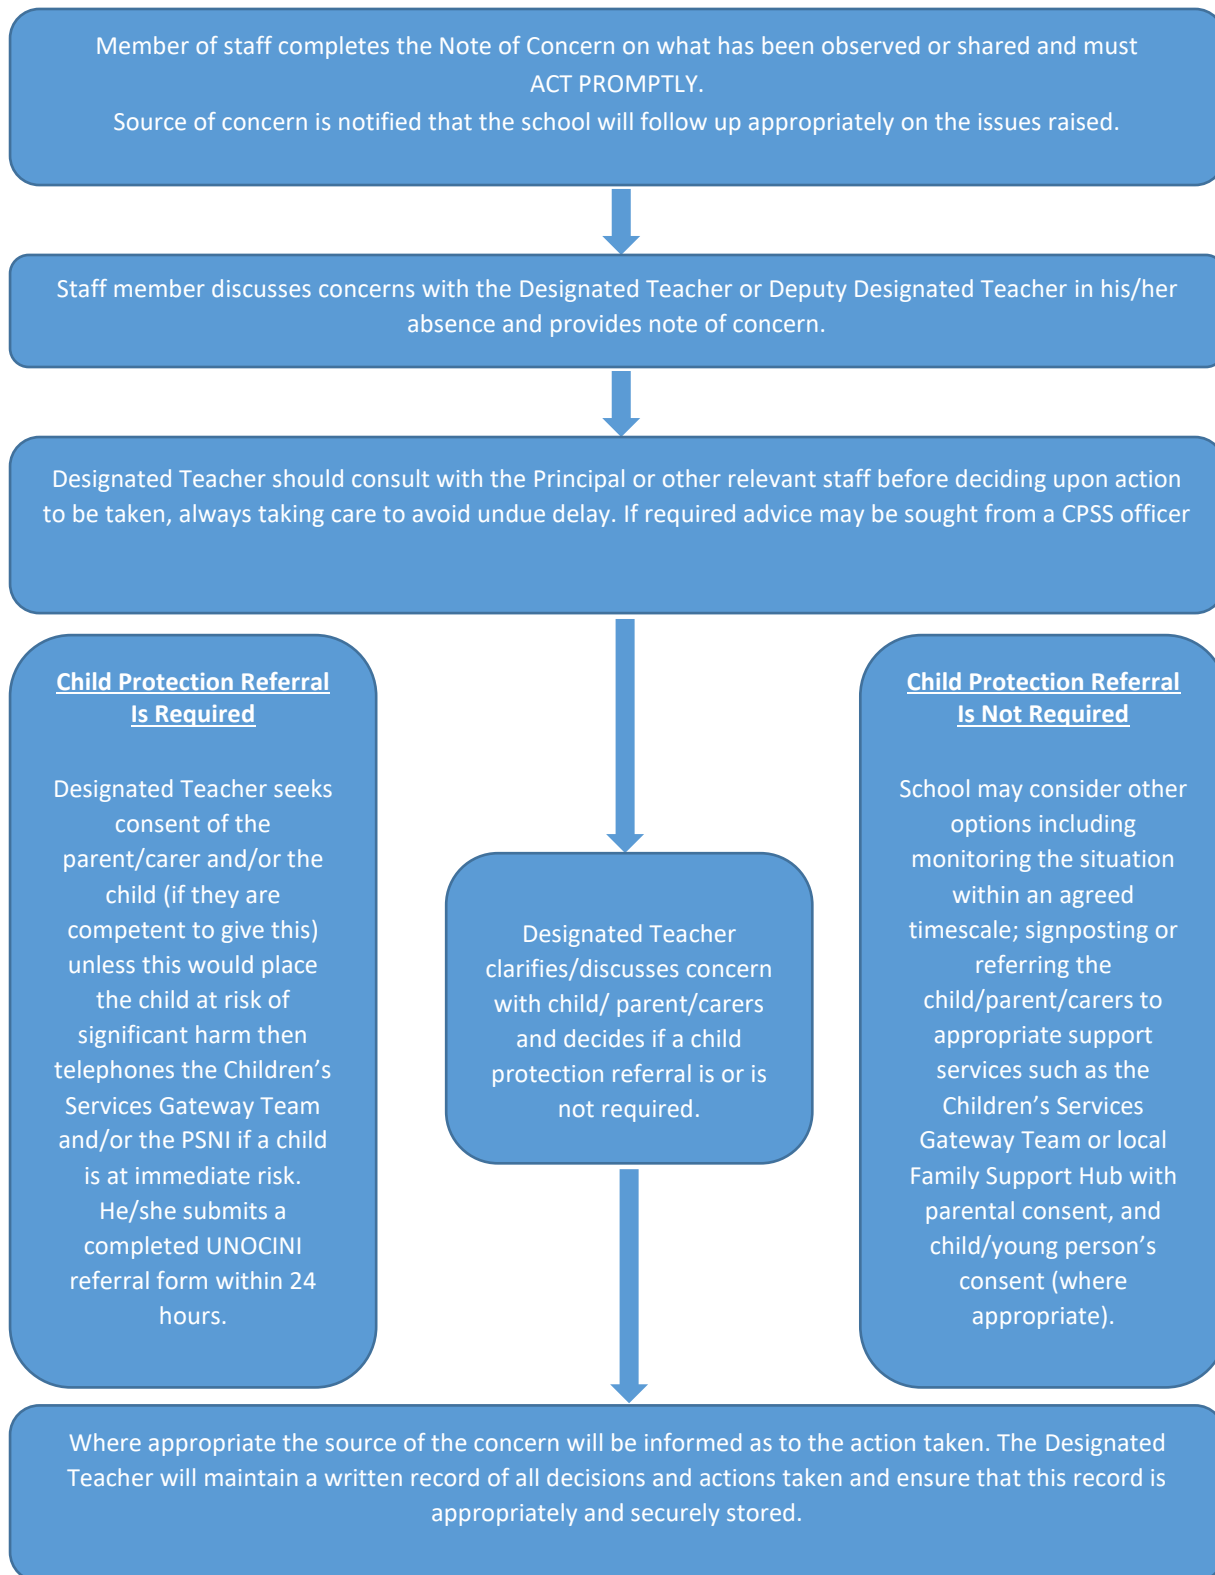 Member of staff completes the Note of Concern on what has been observed or shared and must
ACT PROMPTLY.
Source of concern is notified that the school will follow up appropriately on the issues raised.
Staff member discusses concerns with the Designated Teacher or Deputy Designated Teacher in his/her
absence and provides note of concern.
Designated Teacher should consult with the Principal or other relevant staff before deciding upon action
to be taken, always taking care to avoid undue delay. If required advice may be sought from a CPSS officer
Child Protection Referral
Is Required
Designated Teacher seeks
consent of the
parent/carer and/or the
child (if they are
competent to give this)
unless this would place
the child at risk of
significant harm then
telephones the Children’s
Services Gateway Team
and/or the PSNI if a child
is at immediate risk.
He/she submits a
completed UNOCINI
referral form within 24
hours.
Designated Teacher
clarifies/discusses concern
with child/ parent/carers
and decides if a child
protection referral is or is
not required.
Child Protection Referral
Is Not Required
School may consider other
options including
monitoring the situation
within an agreed
timescale; signposting or
referring the
child/parent/carers to
appropriate support
services such as the
Children’s Services
Gateway Team or local
Family Support Hub with
parental consent, and
child/young person’s
consent (where
appropriate).
Where appropriate the source of the concern will be informed as to the action taken. The Designated
Teacher will maintain a written record of all decisions and actions taken and ensure that this record is
appropriately and securely stored.